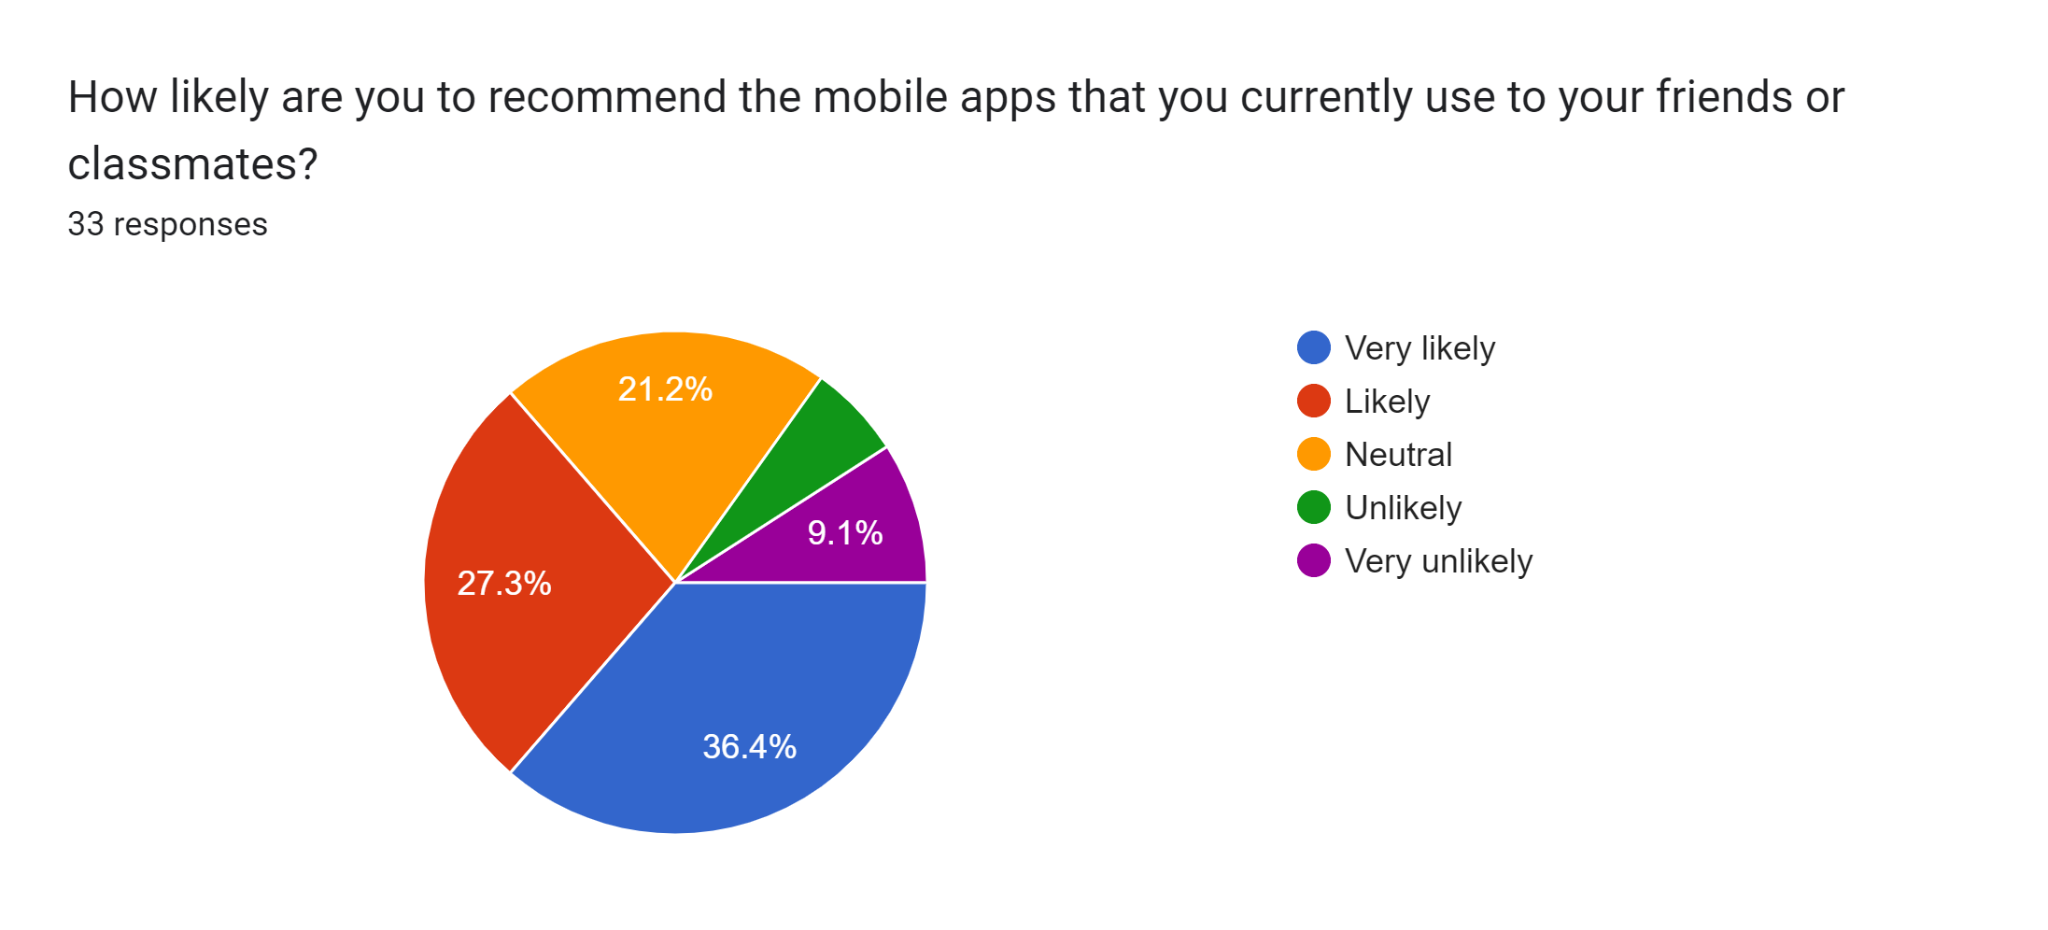 How likely are you to recommend the mobile apps that you currently use to your friends or
classmates?
33 responses
21.2%
9.1%
27.3%
36.4%
Very likely
Likely
Neutral
Unlikely
Very unlikely